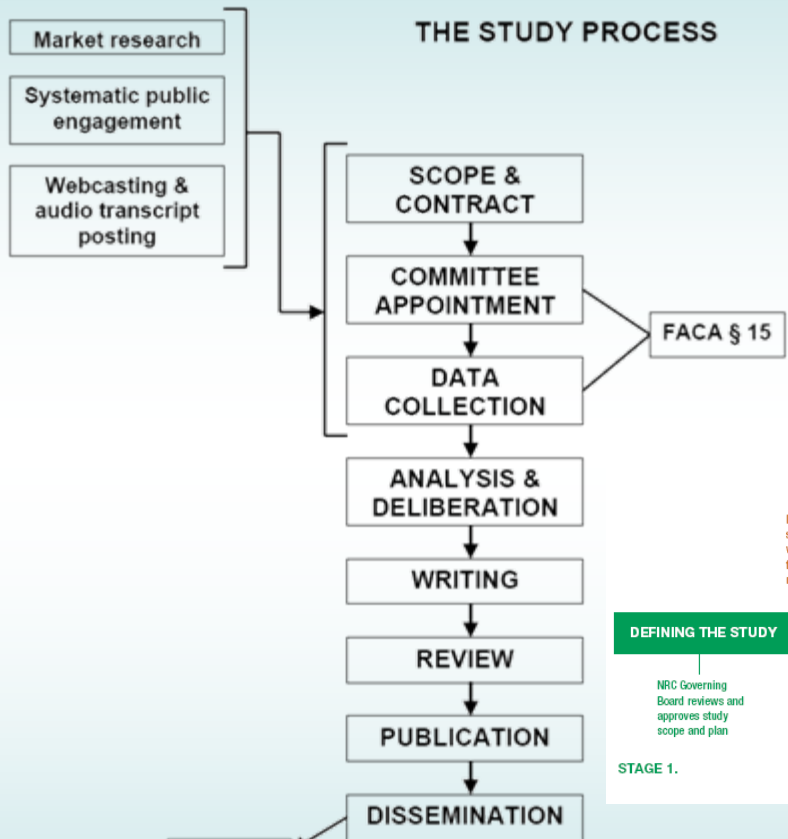 THE STUDY PROCESS
Market research
Systematic public
engagement
Webcasting &
audio transcript
posting
SCOPE &
CONTRACT
COMMITTEE
APPOINTMENT
FACA § 15
DATA
COLLECTION
ANALYSIS &
DELIBERATION
WRITING
REVIEW
PUBLICATION
DISSEMINATION
DEFINING THE STUDY
NRC Governing
Board reviews and
approves study
scope and plan
STAGE 1.